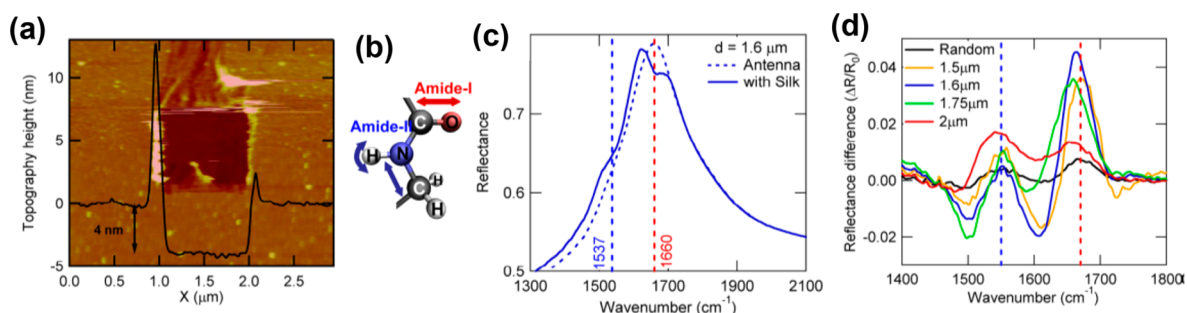 (a)
Topography height (nm)
10
5
0
-5
4 nm
0.0 0.5 1.0 1.5 2.0 2.5
X (μm)
(b)
Amide-I
Amide-II
C O
H N
C H
H
(c)
Reflectance
0.7
0.6
0.5
d = 1.6 μm
Antenna
with Silk
1537
1660
1300 1500 1700 1900 2100
Wavenumber (cm⁻¹)
(d)
Reflectance difference (ΔR/R₀)
0.04
0.02
0.00
-0.02
Random
1.5μm
1.6μm
1.75μm
2μm
1400 1500 1600 1700 1800
Wavenumber (cm⁻¹)